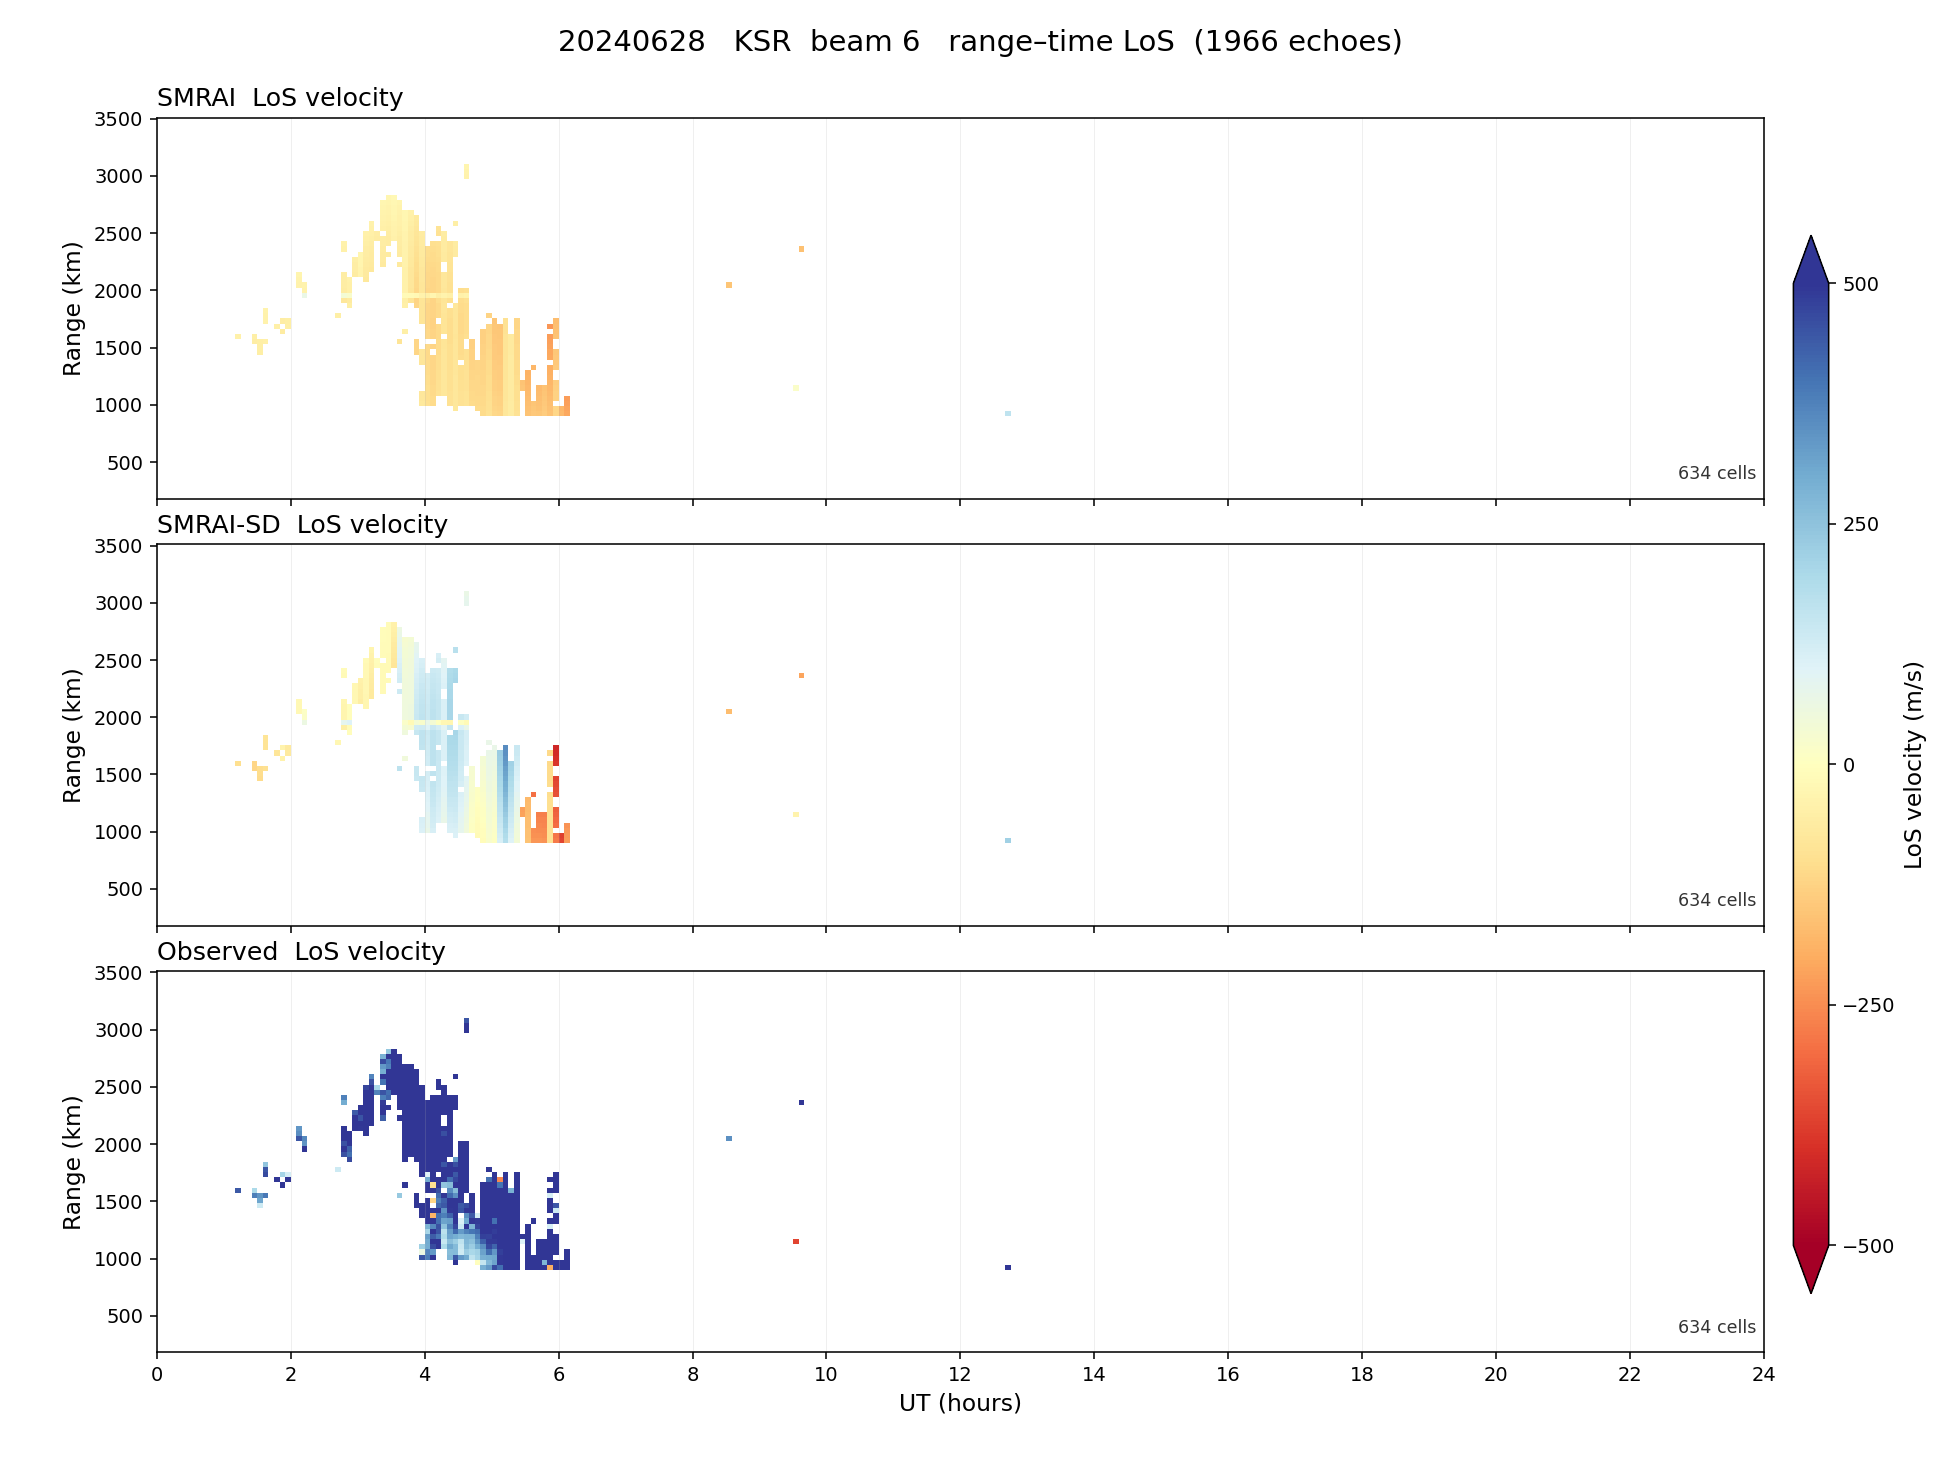 20240628   KSR  beam 6   range–time LoS  (1966 echoes)
SMRAI  LoS velocity
3500
3000
2500
2000
1500
1000
500
Range (km)
634 cells
SMRAI-SD  LoS velocity
3500
3000
2500
2000
1500
1000
500
Range (km)
634 cells
Observed  LoS velocity
3500
3000
2500
2000
1500
1000
500
Range (km)
634 cells
0 2 4 6 8 10 12 14 16 18 20 22 24
UT (hours)
500
250
0
−250
−500
LoS velocity (m/s)